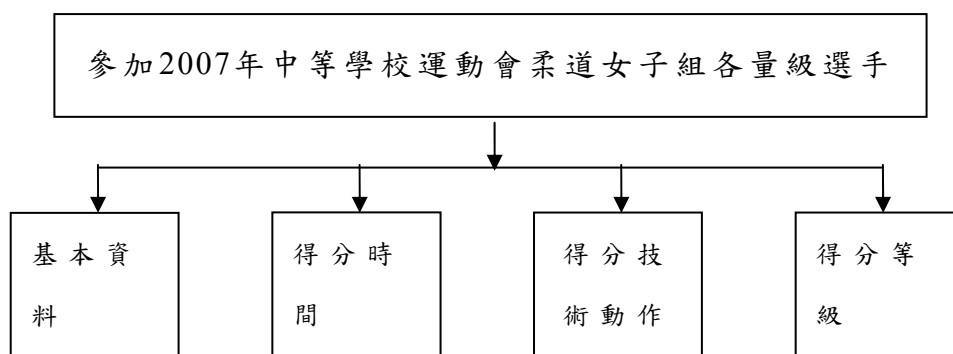 參加2007年中等學校運動會柔道女子組各量級選手
基本資
料
得分時
間
得分技
術動作
得分等
級